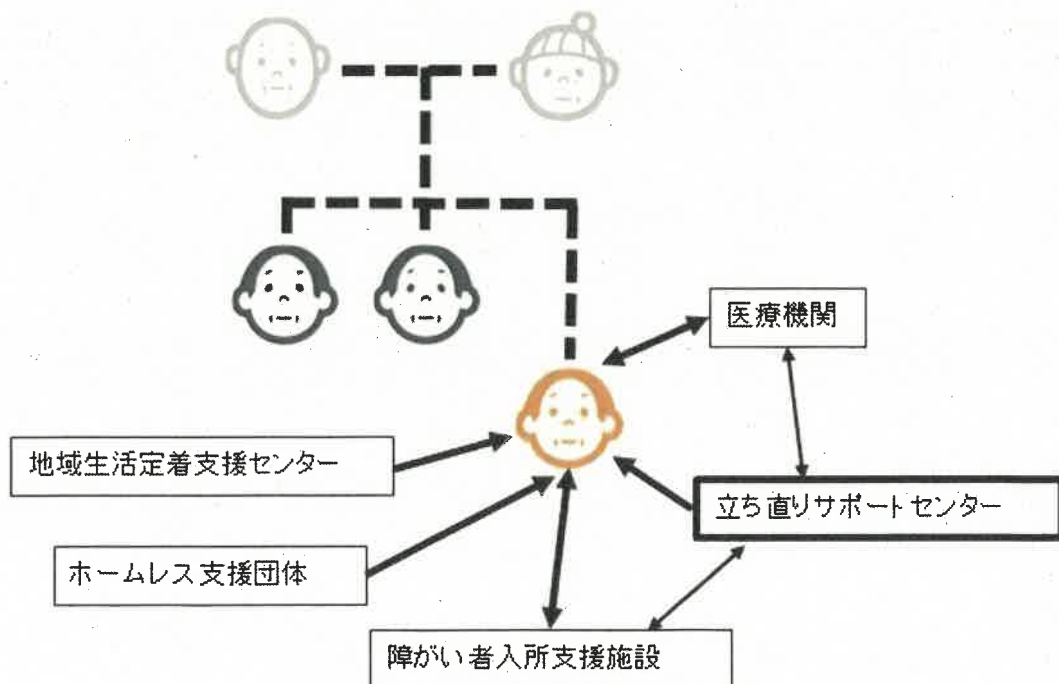 医療機関
地域生活定着支援センター
立ち直りサポートセンター
ホームレス支援団体
障がい者入所支援施設